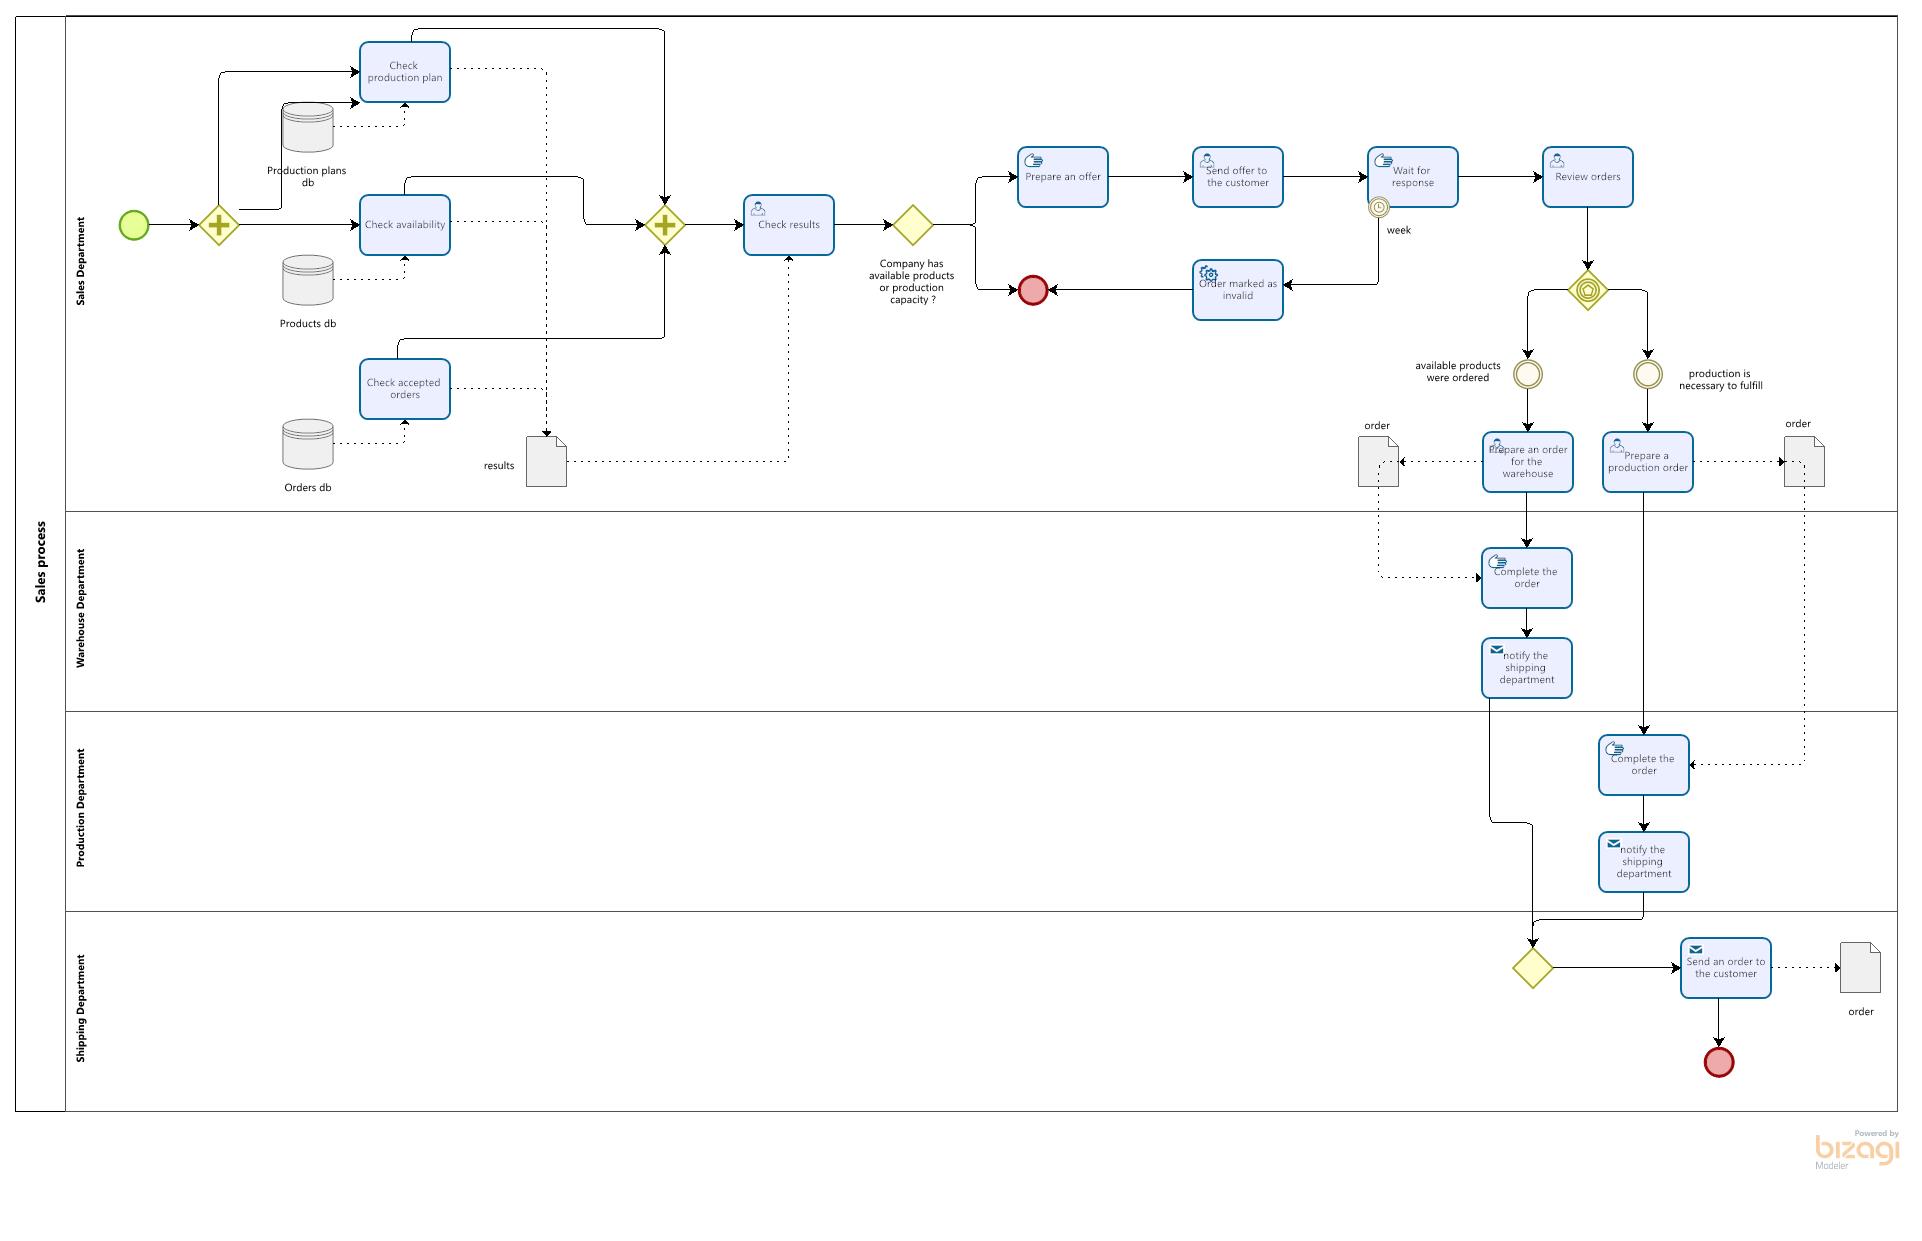 Sales process
Sales Department
Check
production plan
Production plans
db
Check availability
Products db
Check accepted
orders
Orders db
results
Check results
Company has
available products
or production
capacity ?
Prepare an offer
Send offer to
the customer
Wait for
response
week
Review orders
Order marked as
invalid
available products
were ordered
production is
necessary to fulfill
order
Prepare an order
for the
warehouse
Prepare a
production order
order
Warehouse Department
Complete the
order
notify the
shipping
department
Production Department
Complete the
order
notify the
shipping
department
Shipping Department
Send an order to
the customer
order
Powered by
bizagi
Modeler